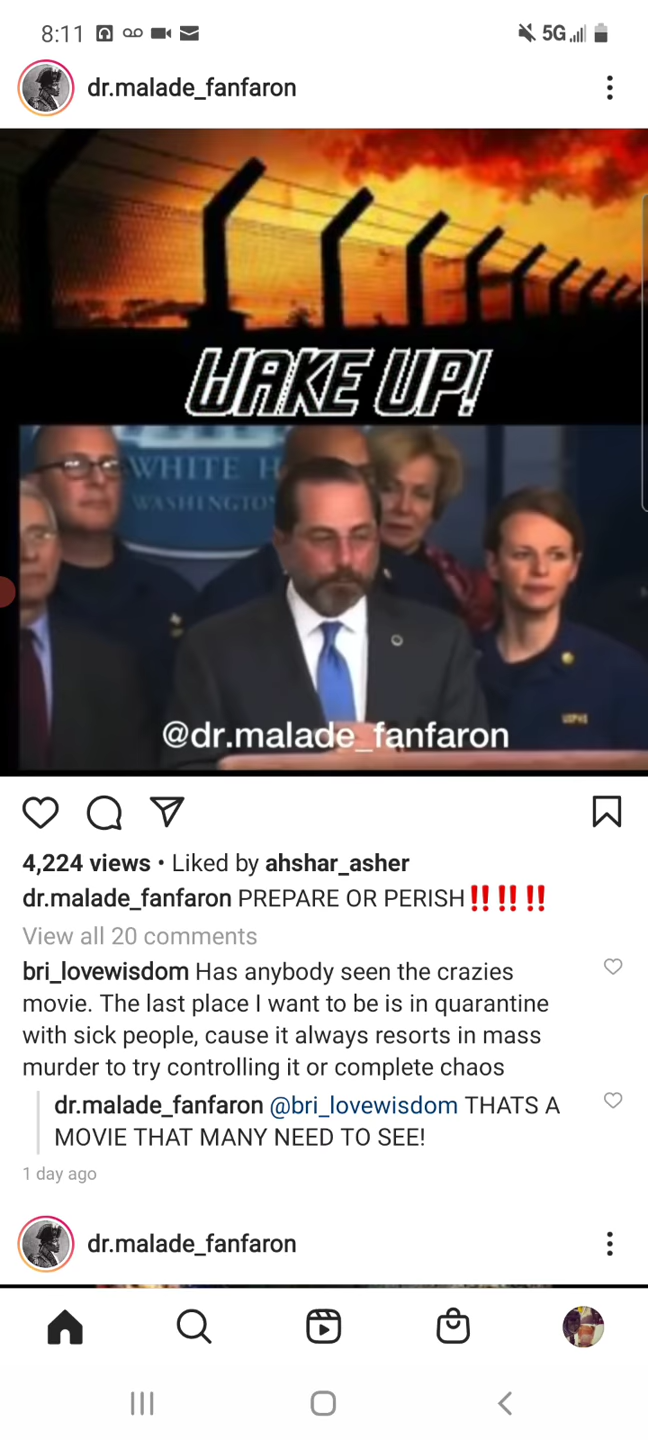 8:11
5G
dr.malade_fanfaron
WAKE UP!
WHITE H
WASHINGTO
USPHS
@dr.malade_fanfaron
4,224 views • Liked by ahshar_asher
dr.malade_fanfaron PREPARE OR PERISH‼️‼️‼️
View all 20 comments
bri_lovewisdom Has anybody seen the crazies
movie. The last place I want to be is in quarantine
with sick people, cause it always resorts in mass
murder to try controlling it or complete chaos
dr.malade_fanfaron @bri_lovewisdom THATS A
MOVIE THAT MANY NEED TO SEE!
1 day ago
dr.malade_fanfaron